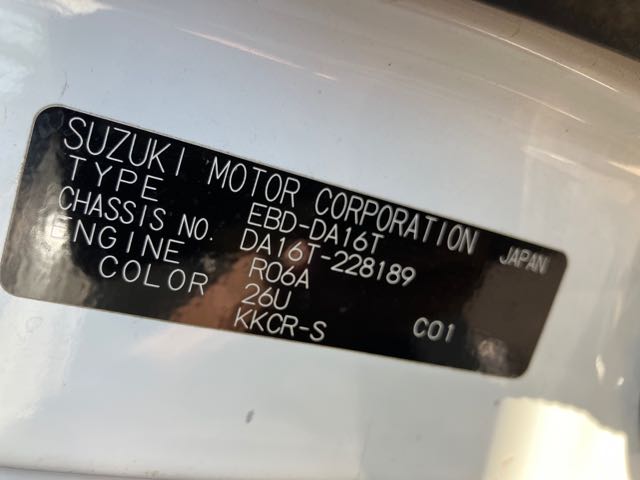 SUZUKI MOTOR CORPORATION JAPAN
TYPE EBD-DA16T
CHASSIS NO. DA16T-228189
ENGINE R06A
COLOR 26U
KKCR-S C01